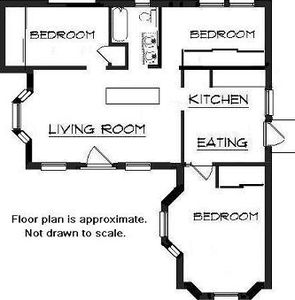 BEDROOM
BEDROOM
KITCHEN
LIVING ROOM
EATING
Floor plan is approximate.
Not drawn to scale.
BEDROOM